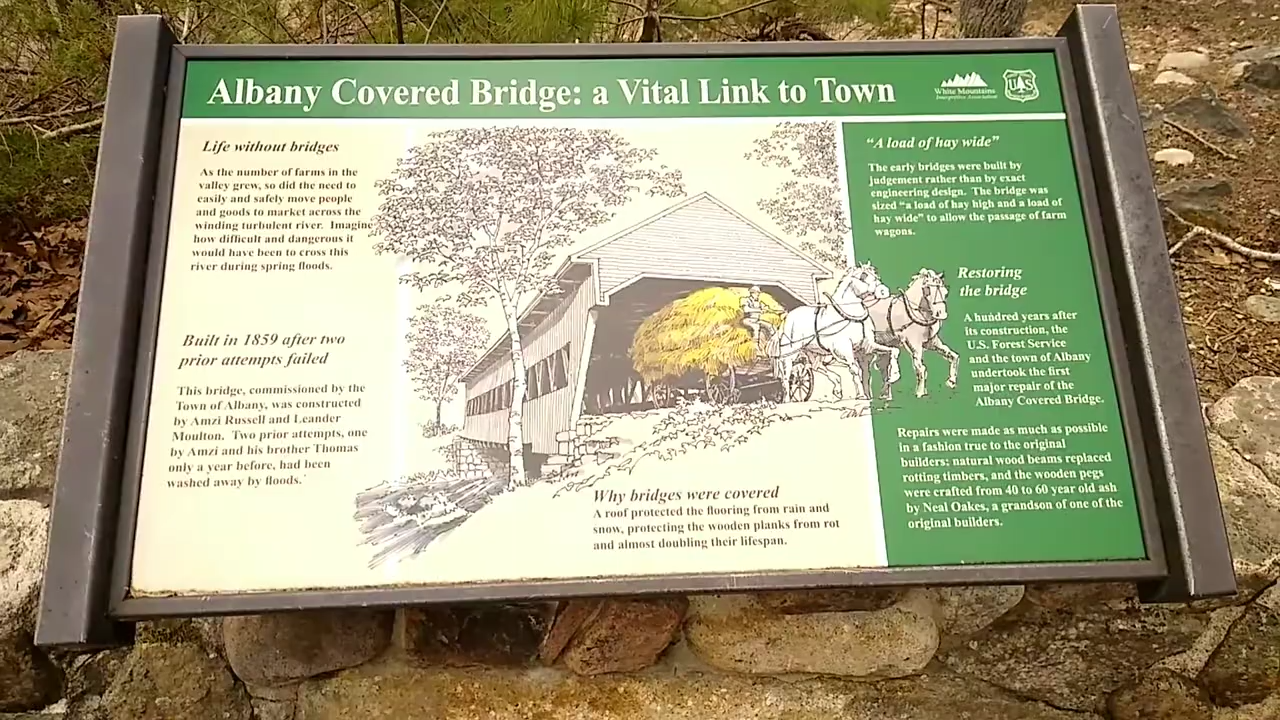 Albany Covered Bridge: a Vital Link to Town
White Mountains
Interpretive Association
U S
Life without bridges
As the number of farms in the
valley grew, so did the need to
easily and safely move people
and goods to market across the
winding turbulent river. Imagine
how difficult and dangerous it
would have been to cross this
river during spring floods.
Built in 1859 after two
prior attempts failed
This bridge, commissioned by the
Town of Albany, was constructed
by Amzi Russell and Leander
Moulton. Two prior attempts, one
by Amzi and his brother Thomas
only a year before, had been
washed away by floods.
Why bridges were covered
A roof protected the flooring from rain and
snow, protecting the wooden planks from rot
and almost doubling their lifespan.
"A load of hay wide"
The early bridges were built by
judgement rather than by exact
engineering design. The bridge was
sized "a load of hay high and a load of
hay wide" to allow the passage of farm
wagons.
Restoring
the bridge
A hundred years after
its construction, the
U.S. Forest Service
and the town of Albany
undertook the first
major repair of the
Albany Covered Bridge.
Repairs were made as much as possible
in a fashion true to the original
builders; natural wood beams replaced
rotting timbers, and the wooden pegs
were crafted from 40 to 60 year old ash
by Neal Oakes, a grandson of one of the
original builders.